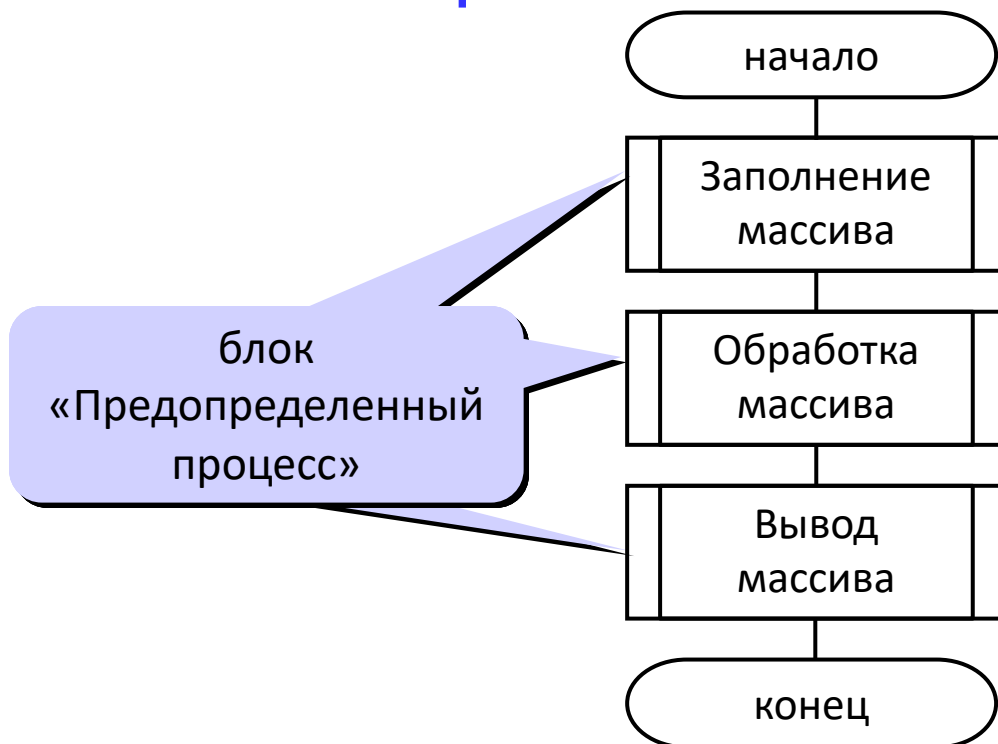 начало
Заполнение
массива
блок
«Предопределенный
процесс»
Обработка
массива
Вывод
массива
конец